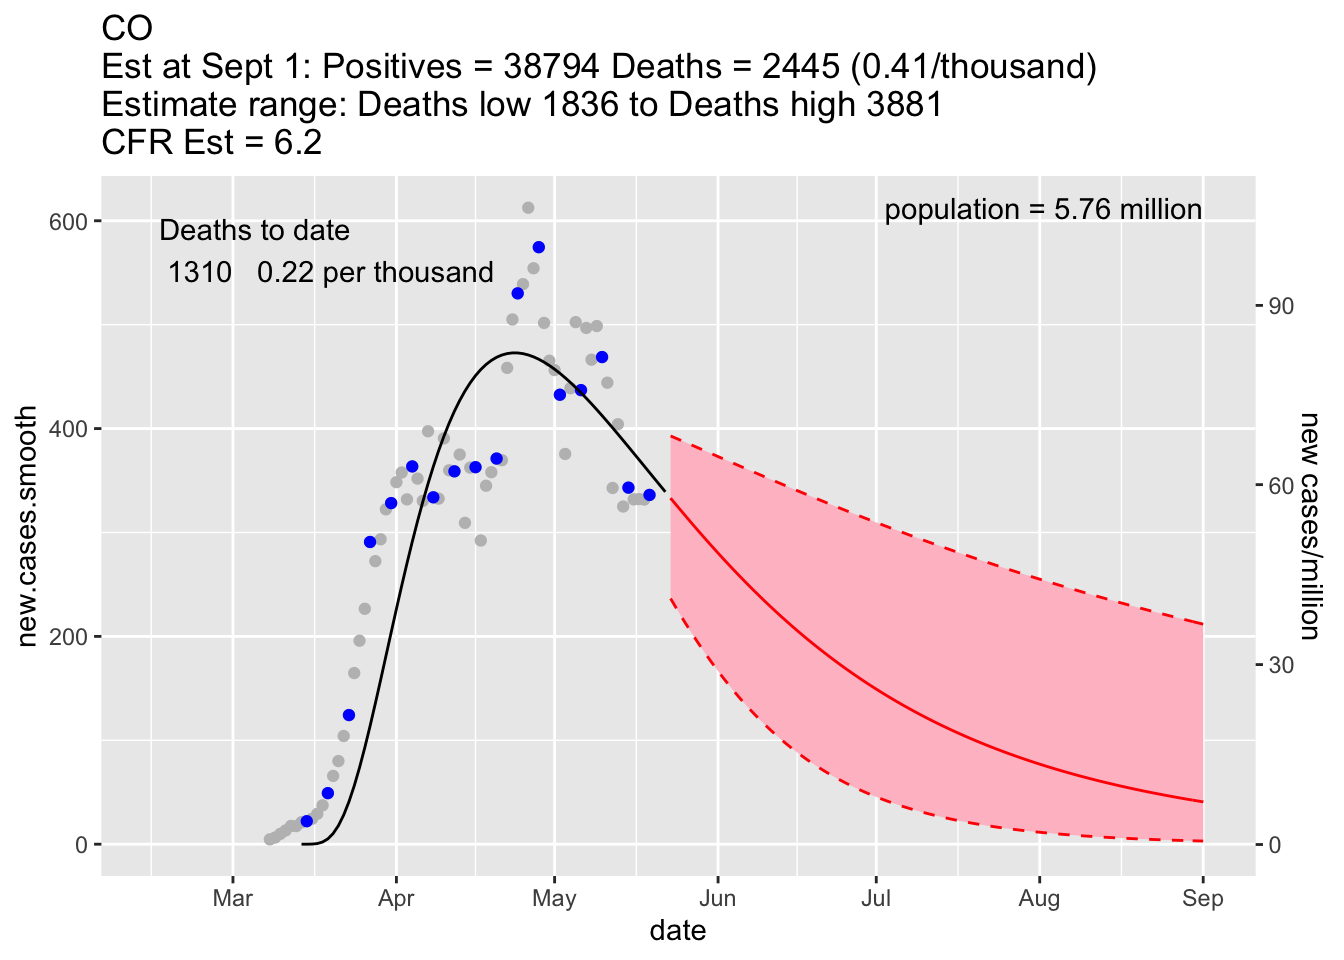 CO
Est at Sept 1: Positives = 38794 Deaths = 2445 (0.41/thousand)
Estimate range: Deaths low 1836 to Deaths high 3881
CFR Est = 6.2
population = 5.76 million
Deaths to date
1310 0.22 per thousand
new.cases.smooth
600
400
200
0
90
60
30
0
new cases/million
Mar Apr May Jun Jul Aug Sep
date